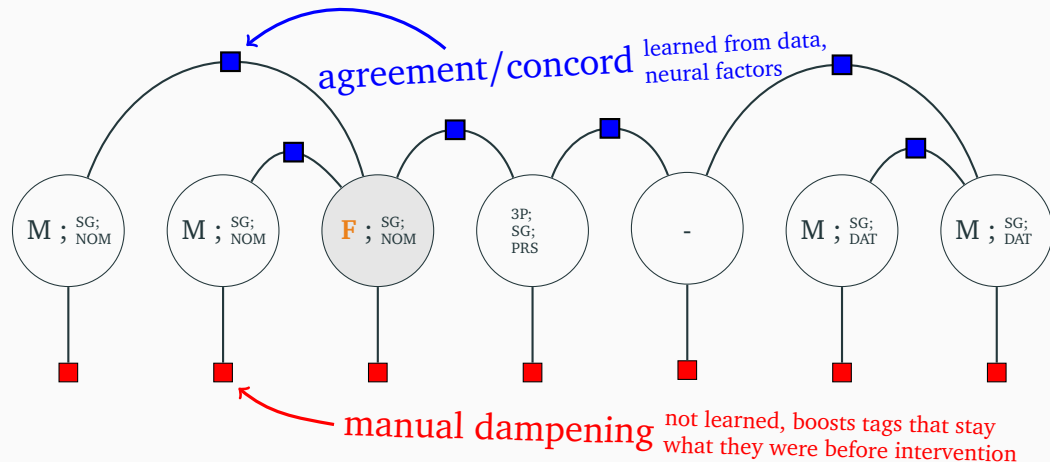 agreement/concord learned from data,
neural factors
M ; SG;
NOM
M ; SG;
NOM
F ; SG;
NOM
3P;
SG;
PRS
-
M ; SG;
DAT
M ; SG;
DAT
manual dampening not learned, boosts tags that stay
what they were before intervention